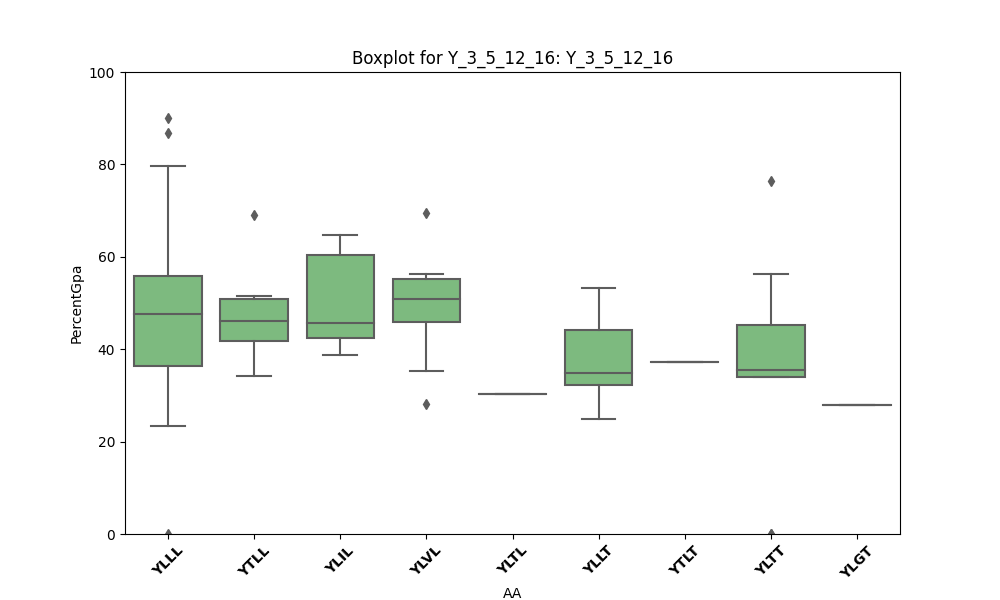 Boxplot for Y_3_5_12_16: Y_3_5_12_16
100
80
60
40
20
0
PercentGpa
YLLL
YTLL
YLIL
YLVL
YLTL
YLLT
YTLT
YLTT
YLGT
AA